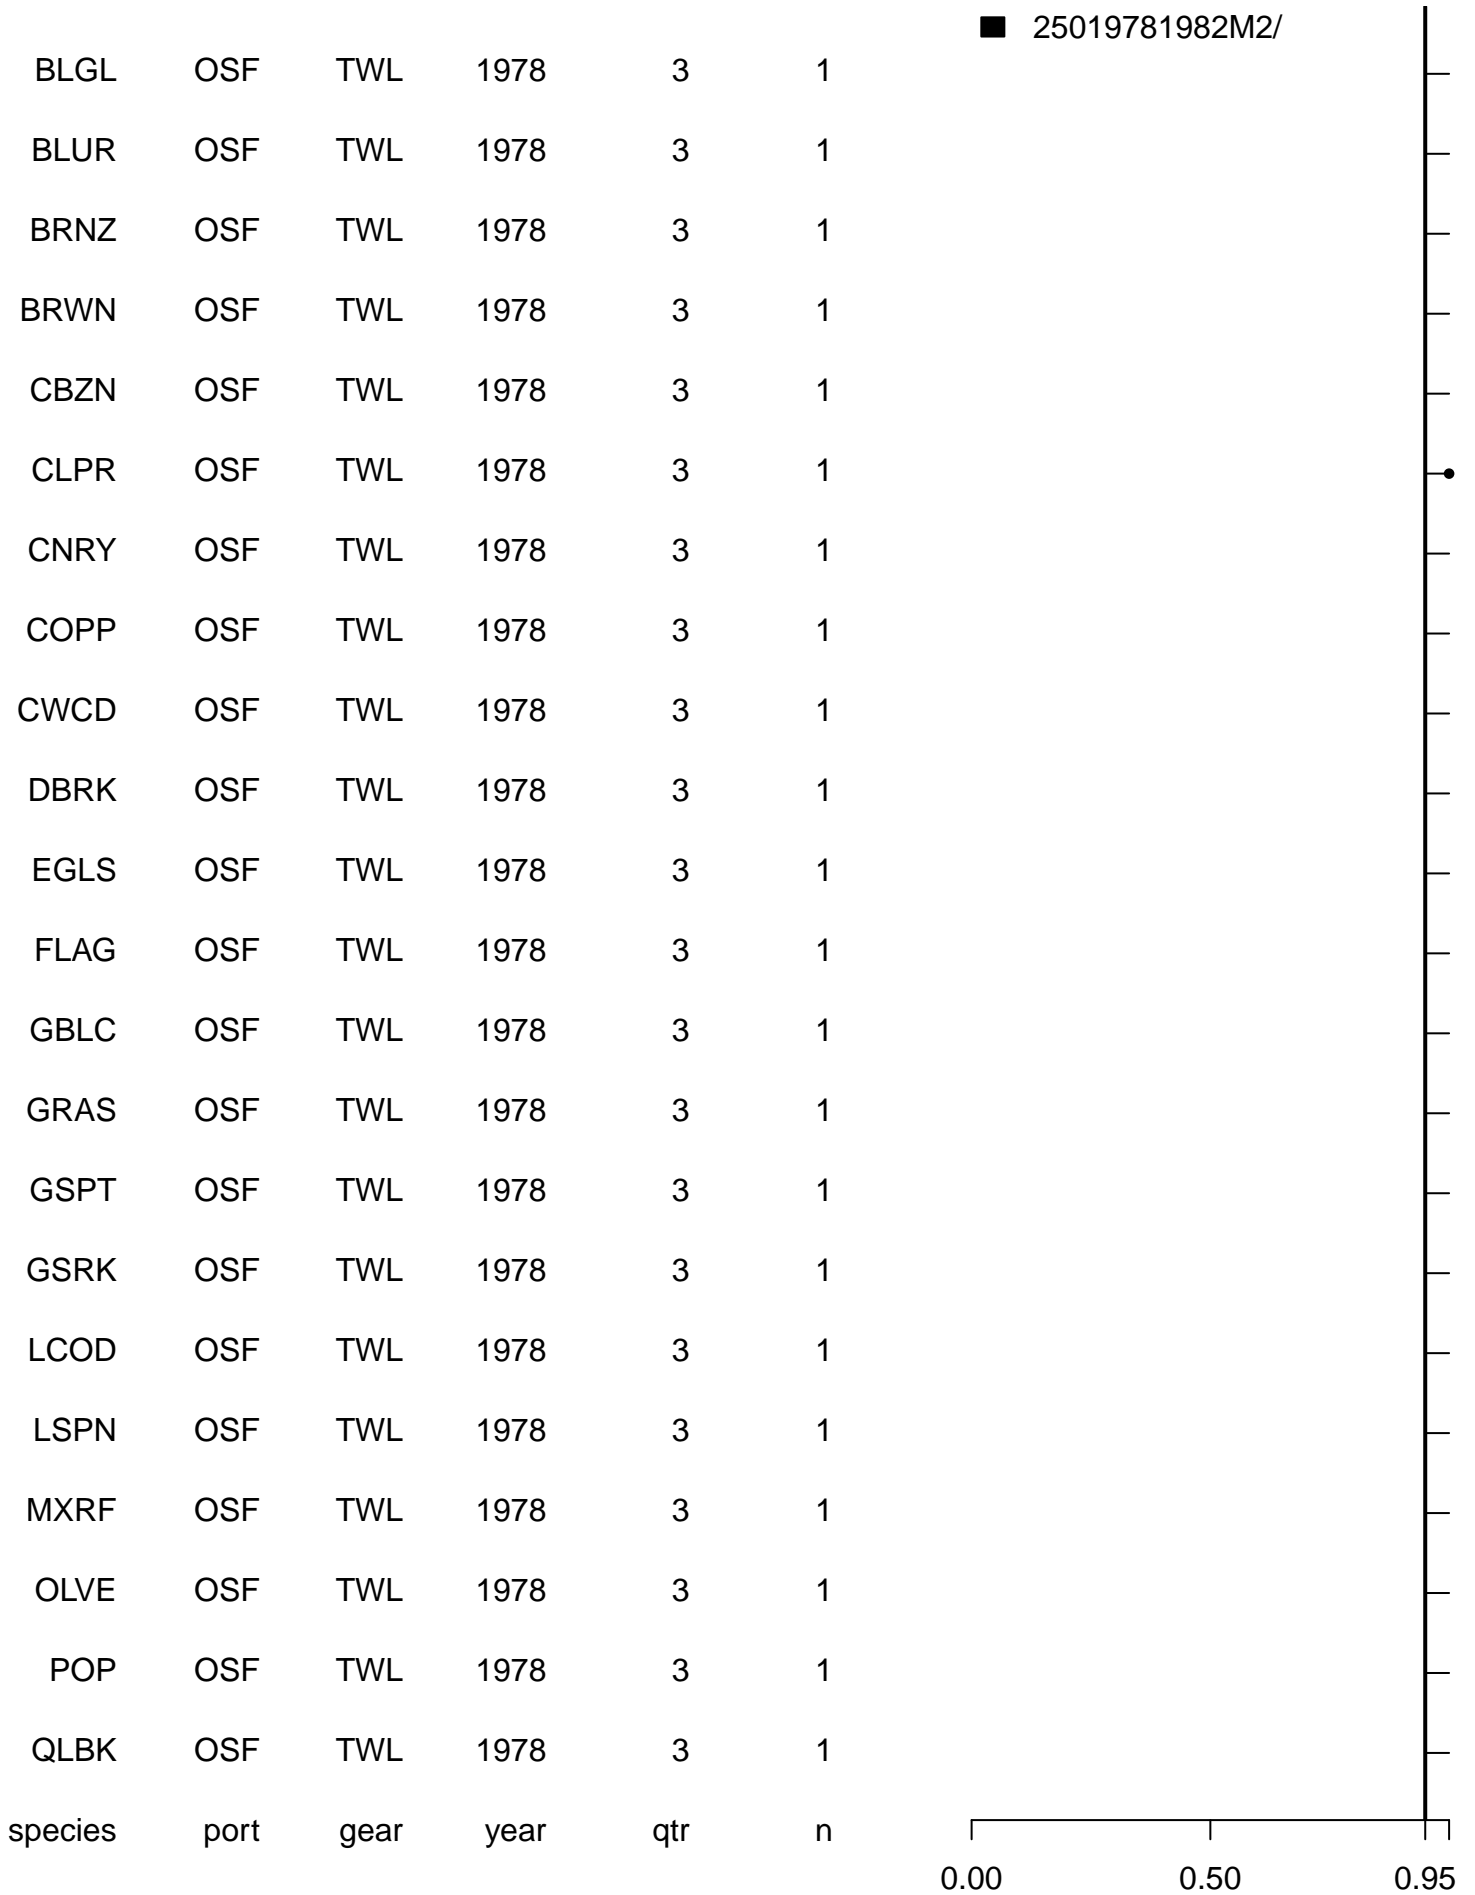 25019781982M2/
BLGL OSF TWL 1978 3 1
BLUR OSF TWL 1978 3 1
BRNZ OSF TWL 1978 3 1
BRWN OSF TWL 1978 3 1
CBZN OSF TWL 1978 3 1
CLPR OSF TWL 1978 3 1
CNRY OSF TWL 1978 3 1
COPP OSF TWL 1978 3 1
CWCD OSF TWL 1978 3 1
DBRK OSF TWL 1978 3 1
EGLS OSF TWL 1978 3 1
FLAG OSF TWL 1978 3 1
GBLC OSF TWL 1978 3 1
GRAS OSF TWL 1978 3 1
GSPT OSF TWL 1978 3 1
GSRK OSF TWL 1978 3 1
LCOD OSF TWL 1978 3 1
LSPN OSF TWL 1978 3 1
MXRF OSF TWL 1978 3 1
OLVE OSF TWL 1978 3 1
POP OSF TWL 1978 3 1
QLBK OSF TWL 1978 3 1
species port gear year qtr n
0.00 0.50 0.95